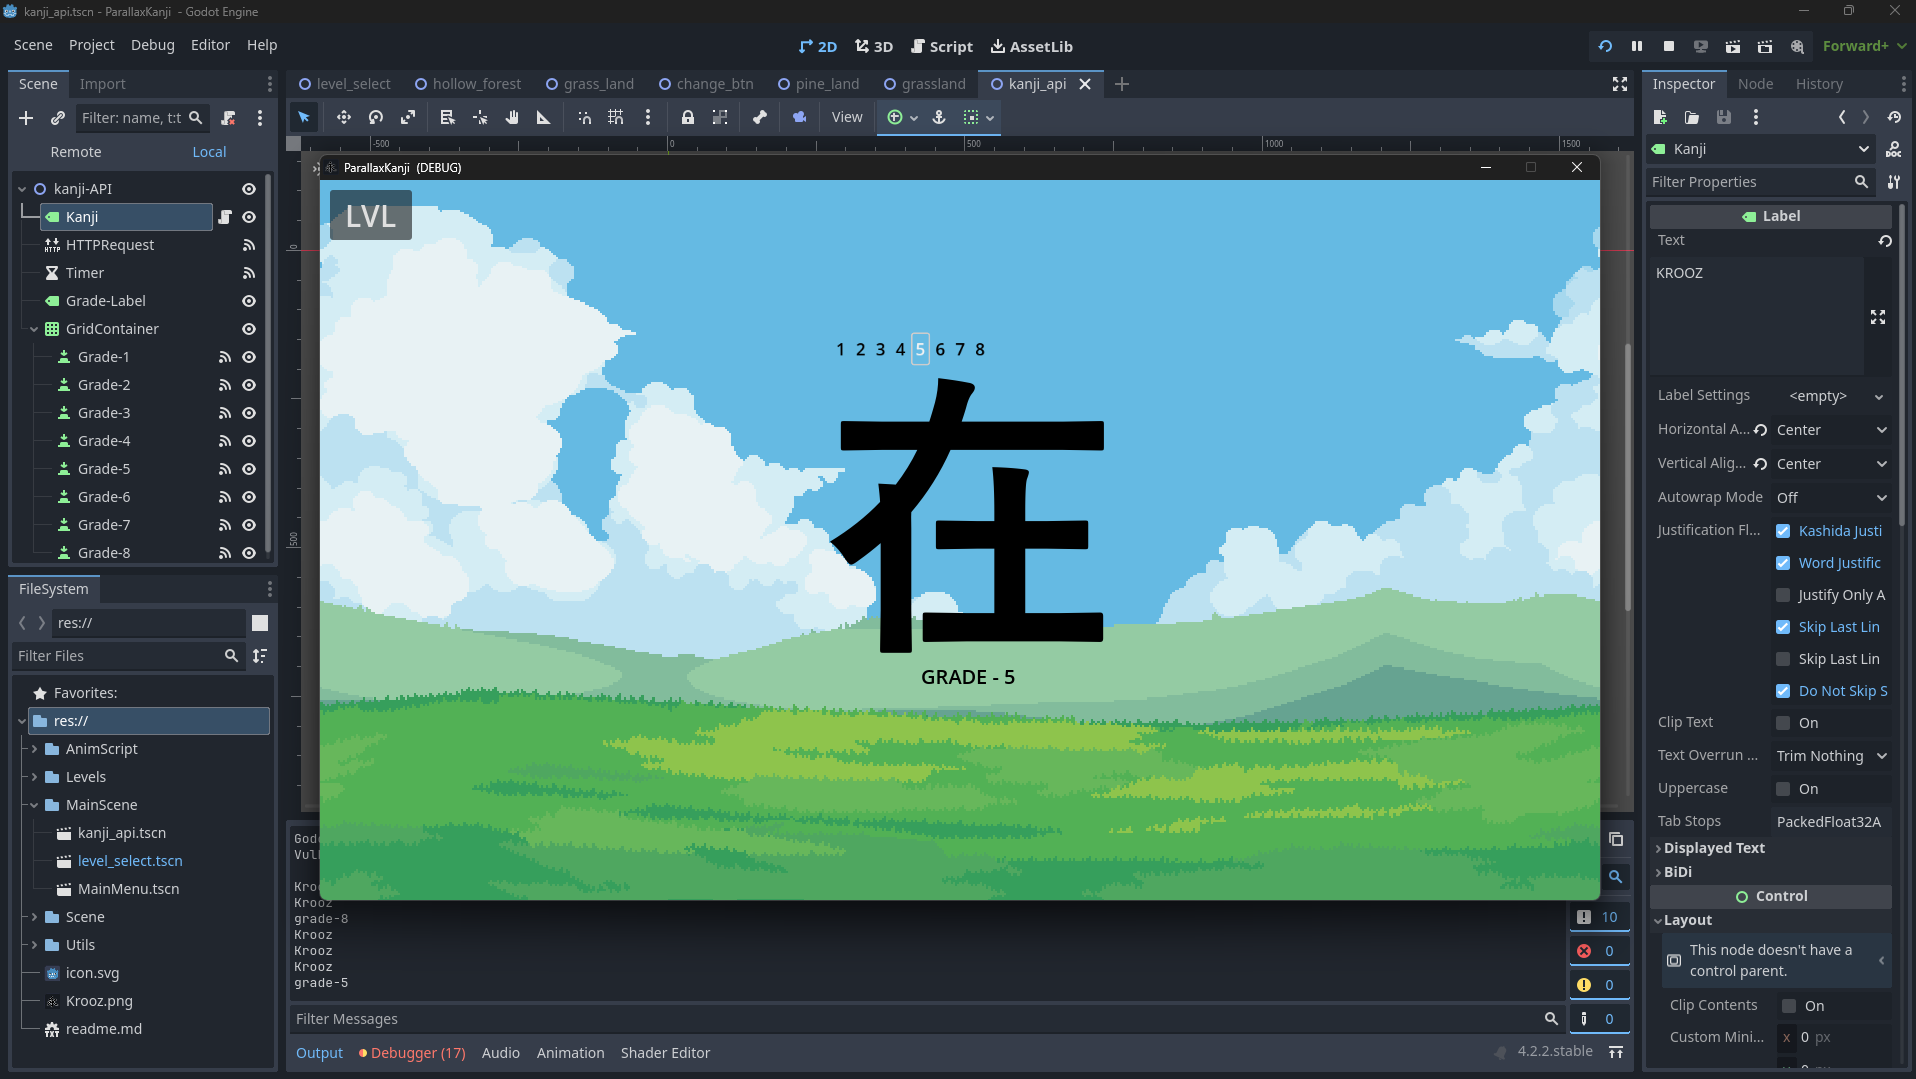 kanji_api.tscn - ParallaxKanji - Godot Engine
Scene Project Debug Editor Help
2D 3D Script AssetLib
Forward+
Scene Import
level_select hollow_forest grass_land change_btn pine_land grassland kanji_api
Inspector Node History
Filter: name, t:t
View
Remote Local
-500 0 500 1000 1500
Kanji
Filter Properties
kanji-API
Kanji
HTTPRequest
Timer
Grade-Label
GridContainer
Grade-1
Grade-2
Grade-3
Grade-4
Grade-5
Grade-6
Grade-7
Grade-8
FileSystem
res://
Filter Files
Favorites:
res://
AnimScript
Levels
MainScene
kanji_api.tscn
level_select.tscn
MainMenu.tscn
Scene
Utils
icon.svg
Krooz.png
readme.md
0
500
ParallaxKanji (DEBUG)
LVL
1 2 3 4 5 6 7 8
在
GRADE - 5
Godo
Vul
Kroo
Krooz
grade-8
Krooz
Krooz
Krooz
grade-5
10
0
0
0
Filter Messages
Output Debugger (17) Audio Animation Shader Editor
4.2.2.stable
Label
Text
KROOZ
Label Settings <empty>
Horizontal A... Center
Vertical Alig... Center
Autowrap Mode Off
Justification Fl... Kashida Justi
Word Justific
Justify Only A
Skip Last Lin
Skip Last Lin
Do Not Skip S
Clip Text On
Text Overrun ... Trim Nothing
Uppercase On
Tab Stops PackedFloat32A
Displayed Text
BiDi
Control
Layout
This node doesn't have a
control parent.
Clip Contents On
Custom Mini... x 0 px